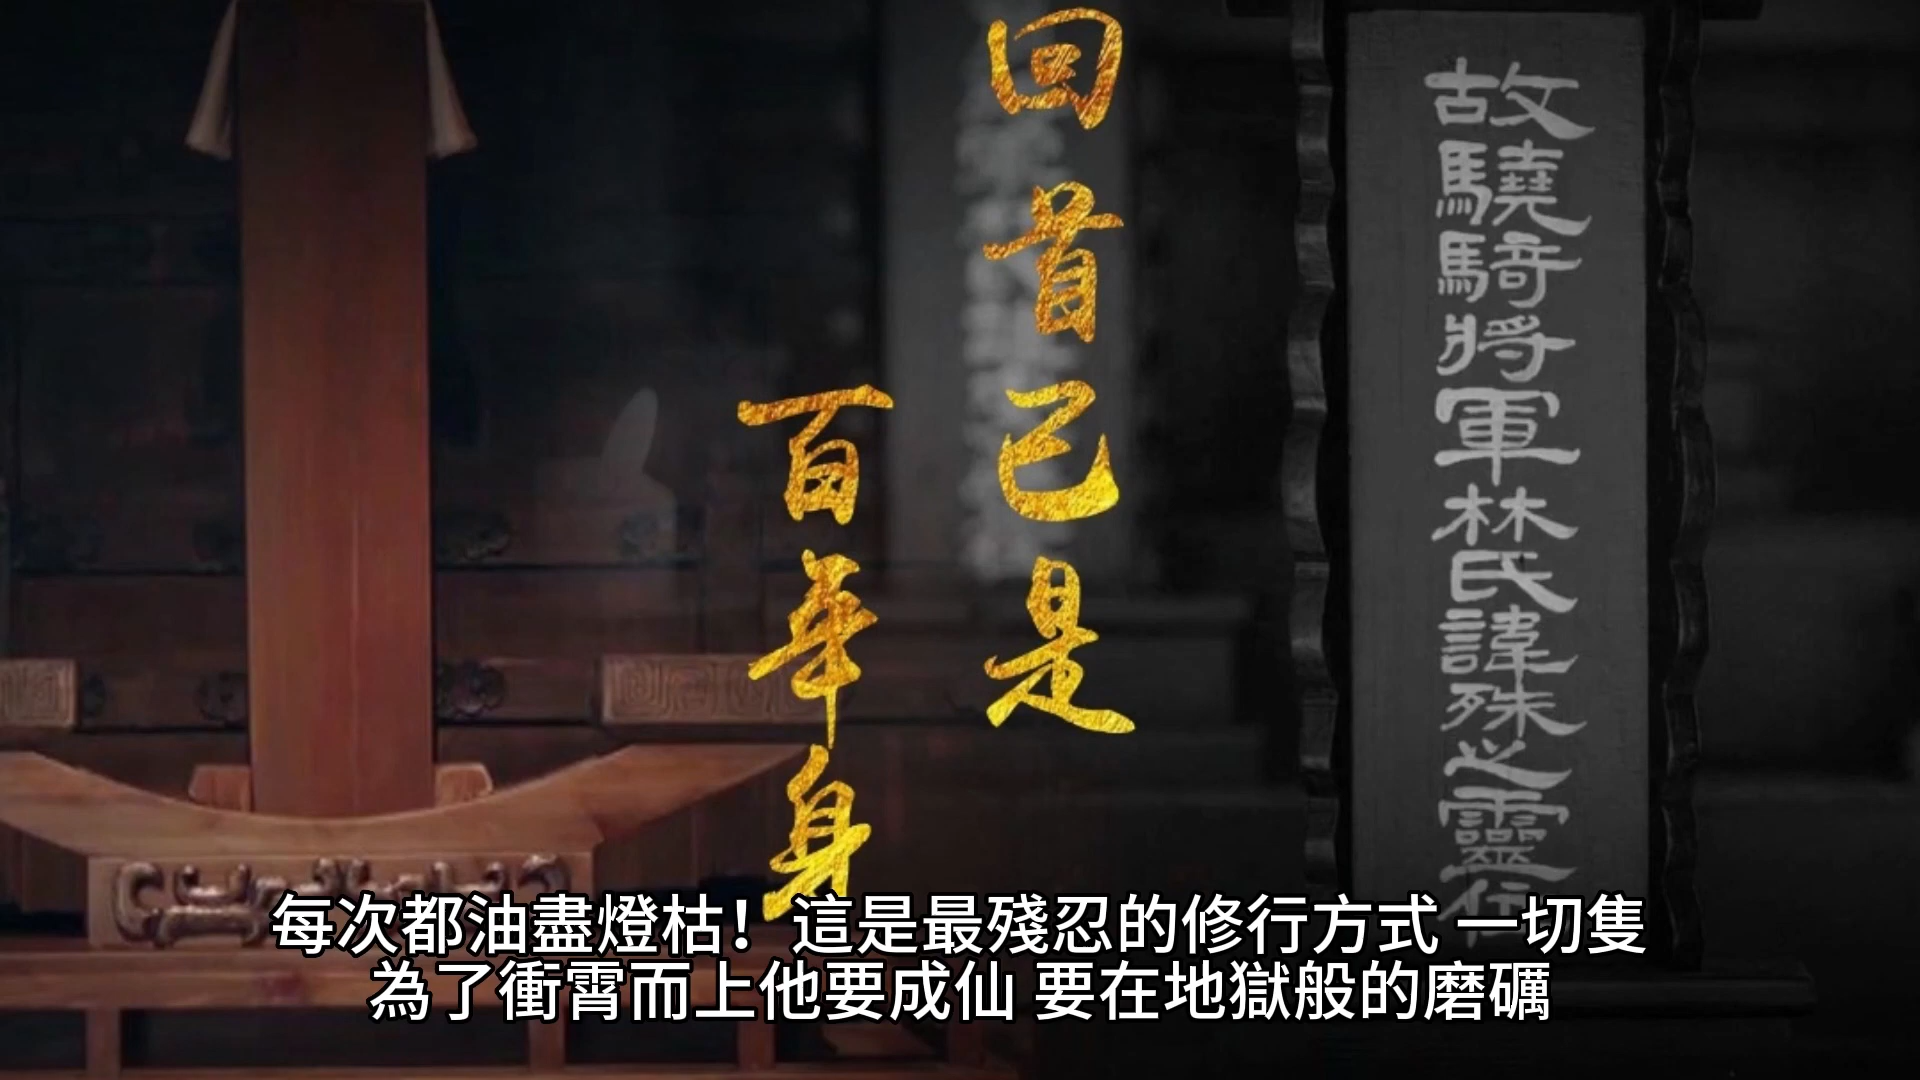 回首已是
百年身
故驍騎將軍林氏諱殊之靈位
每次都油盡燈枯！這是最殘忍的修行方式 一切隻
為了衝霄而上他要成仙 要在地獄般的磨礪